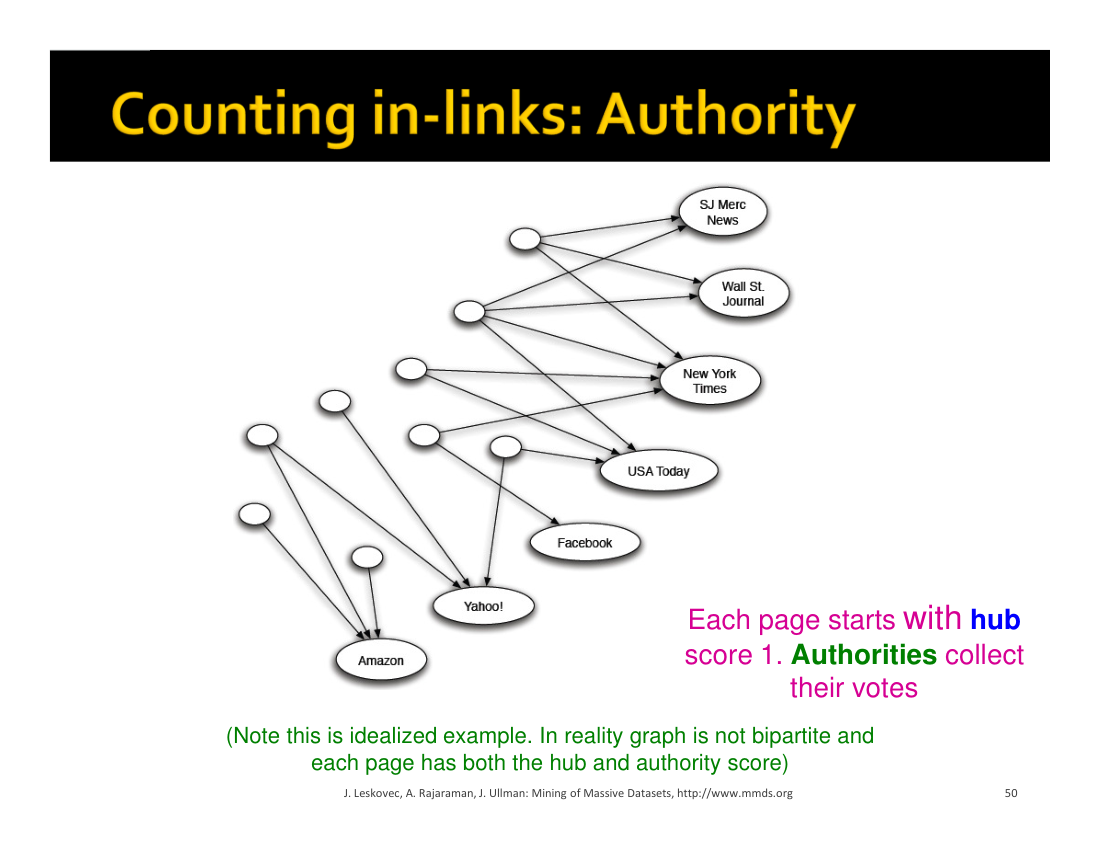 Counting in-links: Authority
SJ Merc
News
Wall St.
Journal
New York
Times
USA Today
Facebook
Yahoo!
Amazon
Each page starts with hub
score 1. Authorities collect
their votes
(Note this is idealized example. In reality graph is not bipartite and
each page has both the hub and authority score)
J. Leskovec, A. Rajaraman, J. Ullman: Mining of Massive Datasets, http://www.mmds.org
50